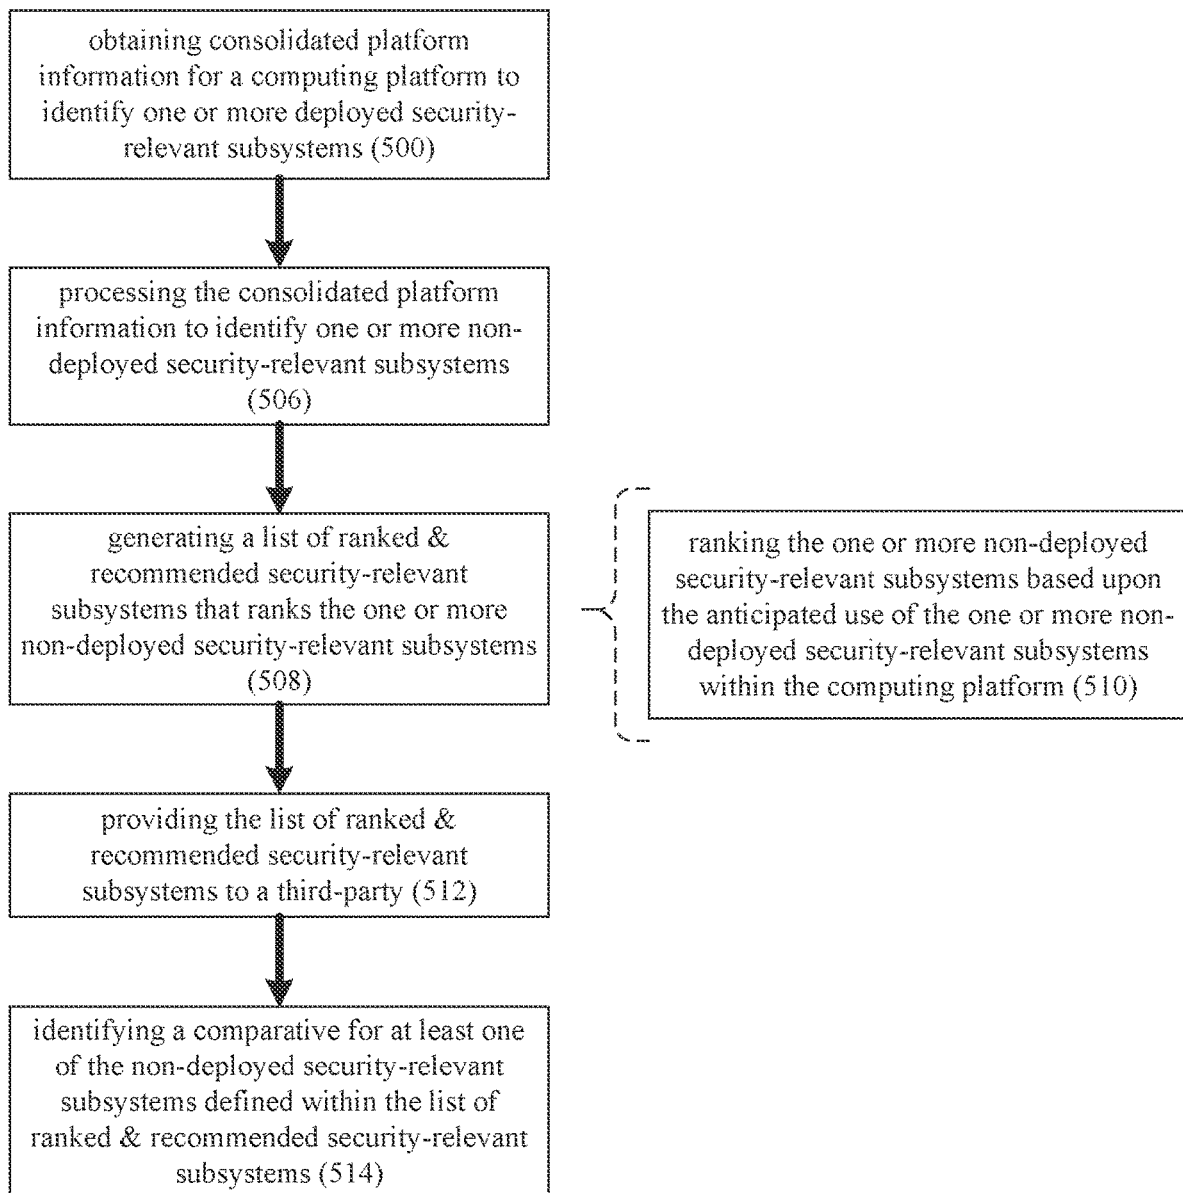 obtaining consolidated platform
information for a computing platform to
identify one or more deployed security-
relevant subsystems (500)
processing the consolidated platform
information to identify one or more non-
deployed security-relevant subsystems
(506)
generating a list of ranked &
recommended security-relevant
subsystems that ranks the one or more
non-deployed security-relevant subsystems
(508)
ranking the one or more non-deployed
security-relevant subsystems based upon
the anticipated use of the one or more non-
deployed security-relevant subsystems
within the computing platform (510)
providing the list of ranked &
recommended security-relevant
subsystems to a third-party (512)
identifying a comparative for at least one
of the non-deployed security-relevant
subsystems defined within the list of
ranked & recommended security-relevant
subsystems (514)